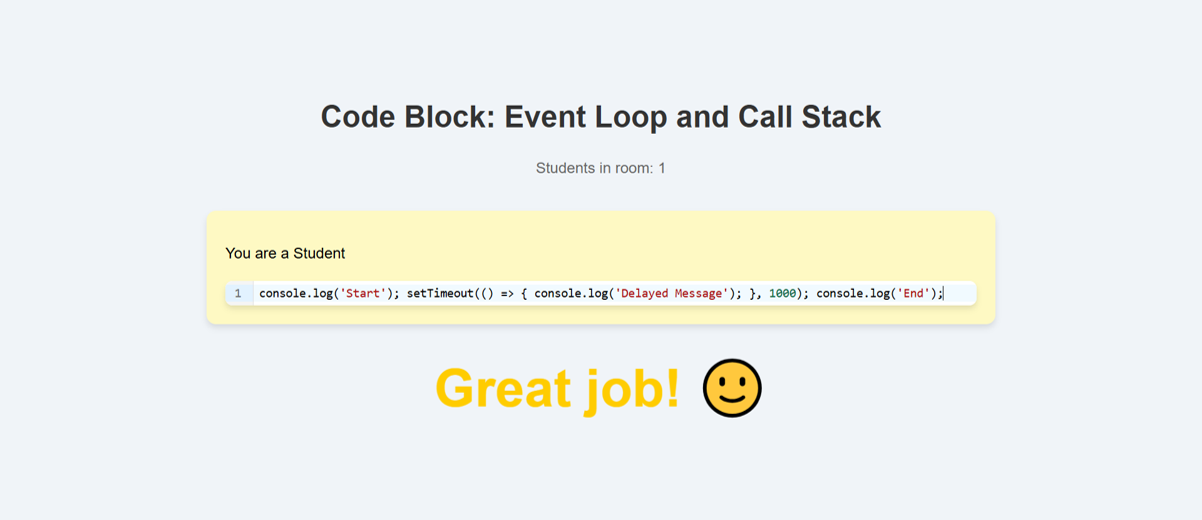 Code Block: Event Loop and Call Stack
Students in room: 1
You are a Student
1 console.log('Start'); setTimeout(() => { console.log('Delayed Message'); }, 1000); console.log('End');
Great job!